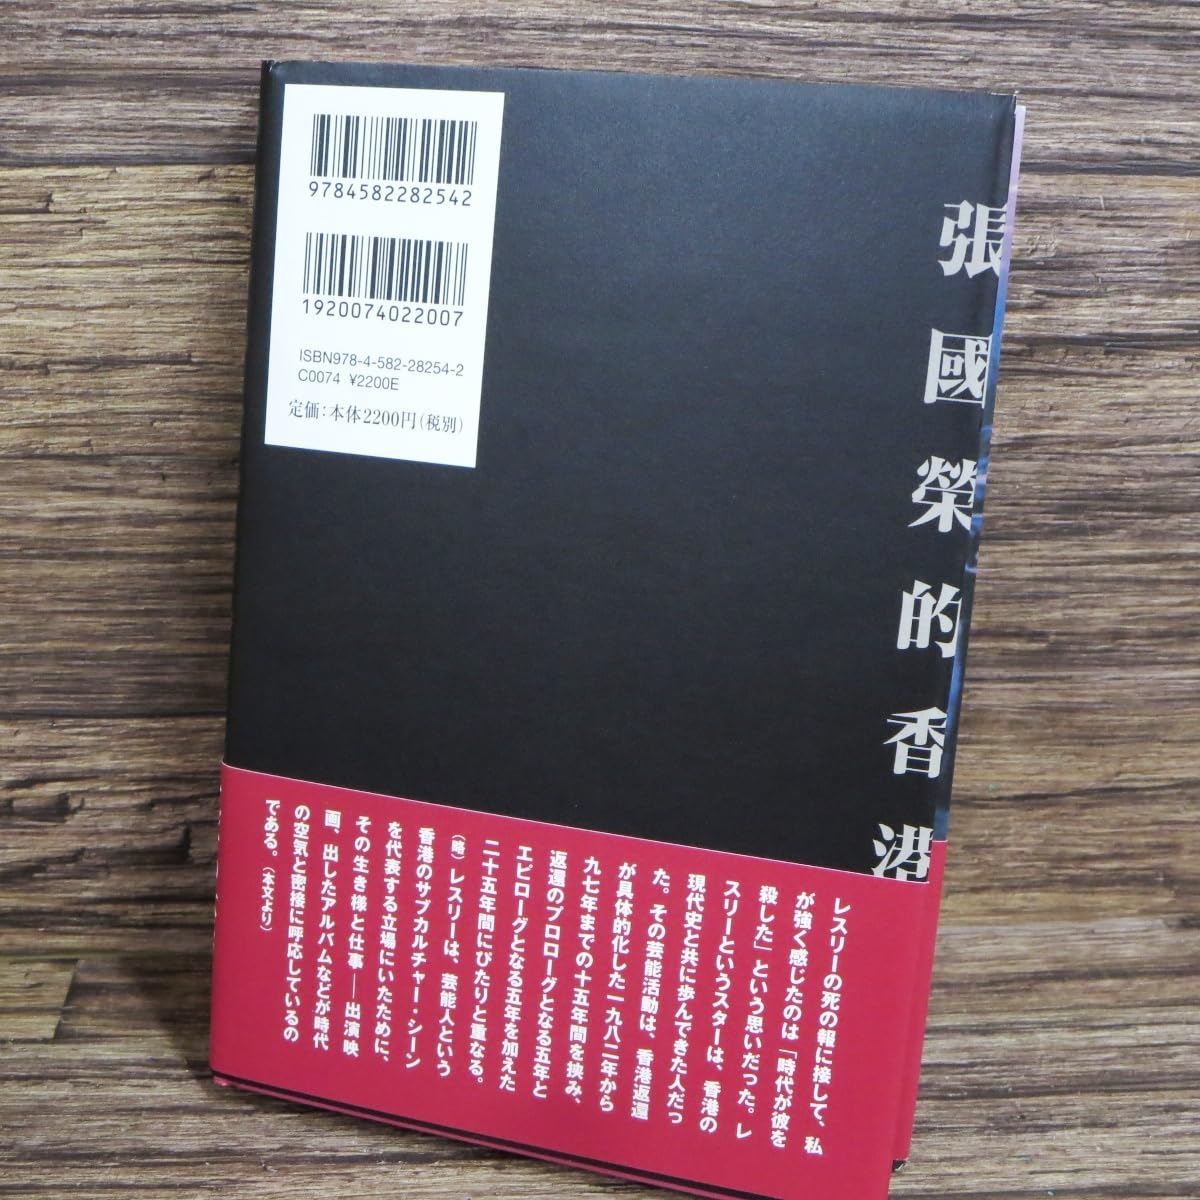 9784582282542
1920074022007
ISBN978-4-582-28254-2
C0074 ¥2200E
定価：本体2200円（税別）
張國榮的香港
レスリーの死の報に接して、私
が強く感じたのは「時代が彼を
殺した」という思いだった。レ
スリーというスターは、香港の
現代史と共に歩んできた人だっ
た。その芸能活動は、香港返還
が具体的化した一九八二年から
九七年までの十五年間を挟み、
返還のプロローグとなる五年と
エピローグとなる五年を加えた
二十五年間にぴたりと重なる。
（略）レスリーは、芸能人という
香港のサブカルチャー・シーン
を代表する立場にいたために、
その生き様と仕事――出演映
画、出したアルバムなどが時代
の空気と密接に呼応しているの
である。（本文より）